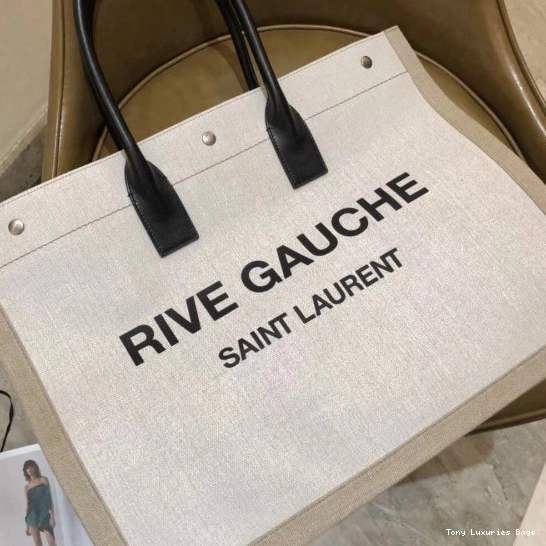 RIVE GAUCHE
SAINT LAURENT
Tony Luxuries Bags